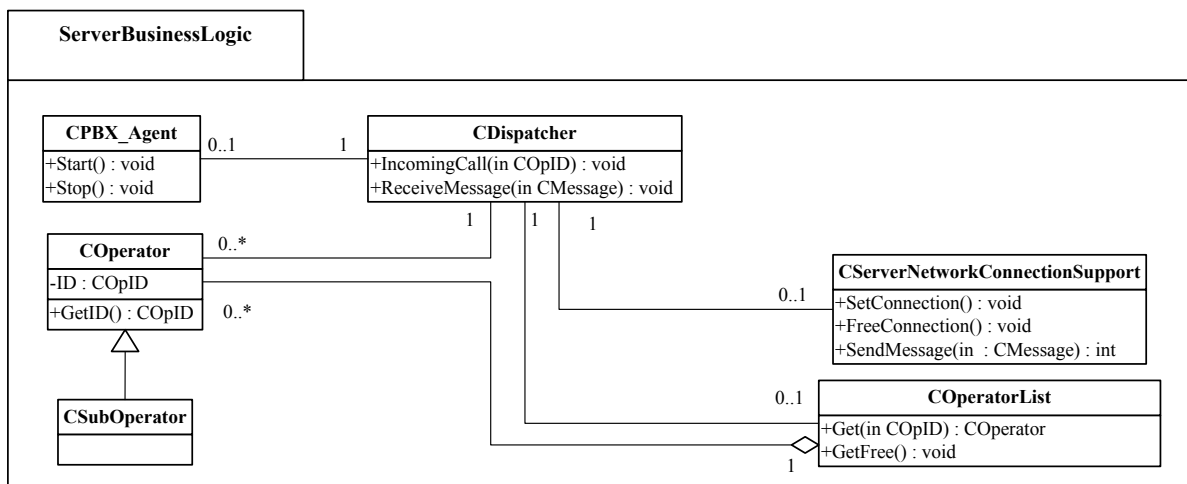 ServerBusinessLogic
CPBX_Agent
+Start() : void
+Stop() : void
0..1
1
CDispatcher
+IncomingCall(in COpID) : void
+ReceiveMessage(in CMessage) : void
1
1
1
COperator
-ID : COpID
+GetID() : COpID
0..*
0..*
CServerNetworkConnectionSupport
+SetConnection() : void
+FreeConnection() : void
+SendMessage(in : CMessage) : int
0..1
CSubOperator
0..1
COperatorList
+Get(in COpID) : COperator
+GetFree() : void
1